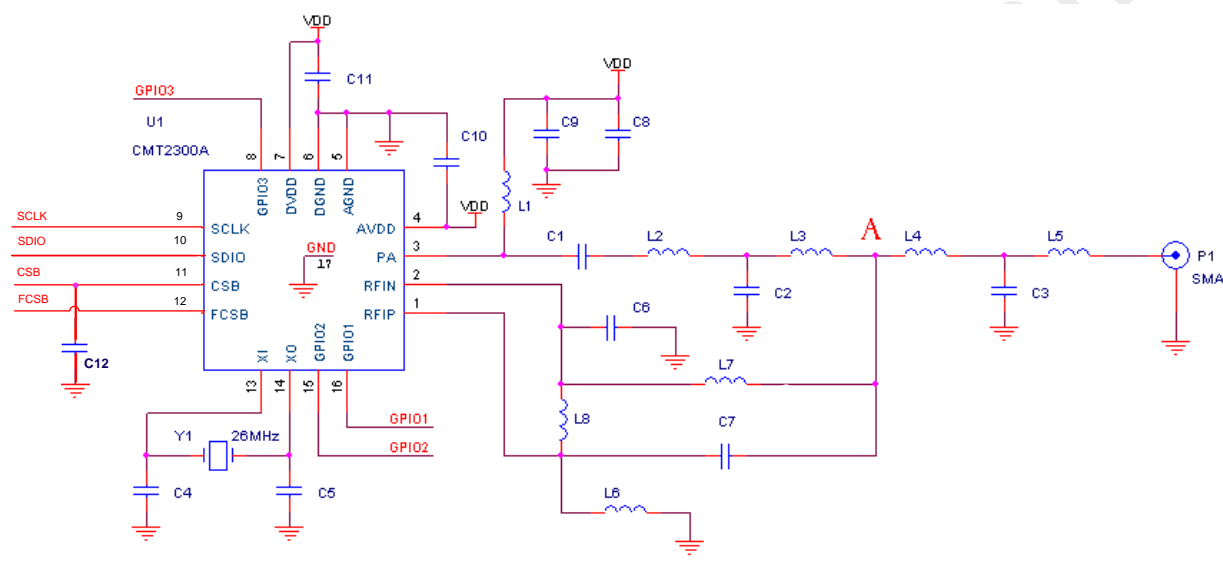 VDD
C11
GPIO3
U1
CMT2300A
C10
VDD
C9
C8
8
7
6
5
GPIO3
DVDD
DGND
AGND
L1
VDD
SCLK
9
SCLK
AVDD
4
SDIO
10
SDIO
GND
17
PA
3
C1
L2
L3
A
L4
L5
P1
SMA
CSB
11
CSB
RFIN
2
C2
C3
FCSB
12
FCSB
RFIP
1
C6
XI
XO
GPIO2
GPIO1
C12
13
14
15
16
L7
L8
C7
GPIO1
Y1
26MHz
GPIO2
C4
C5
L6